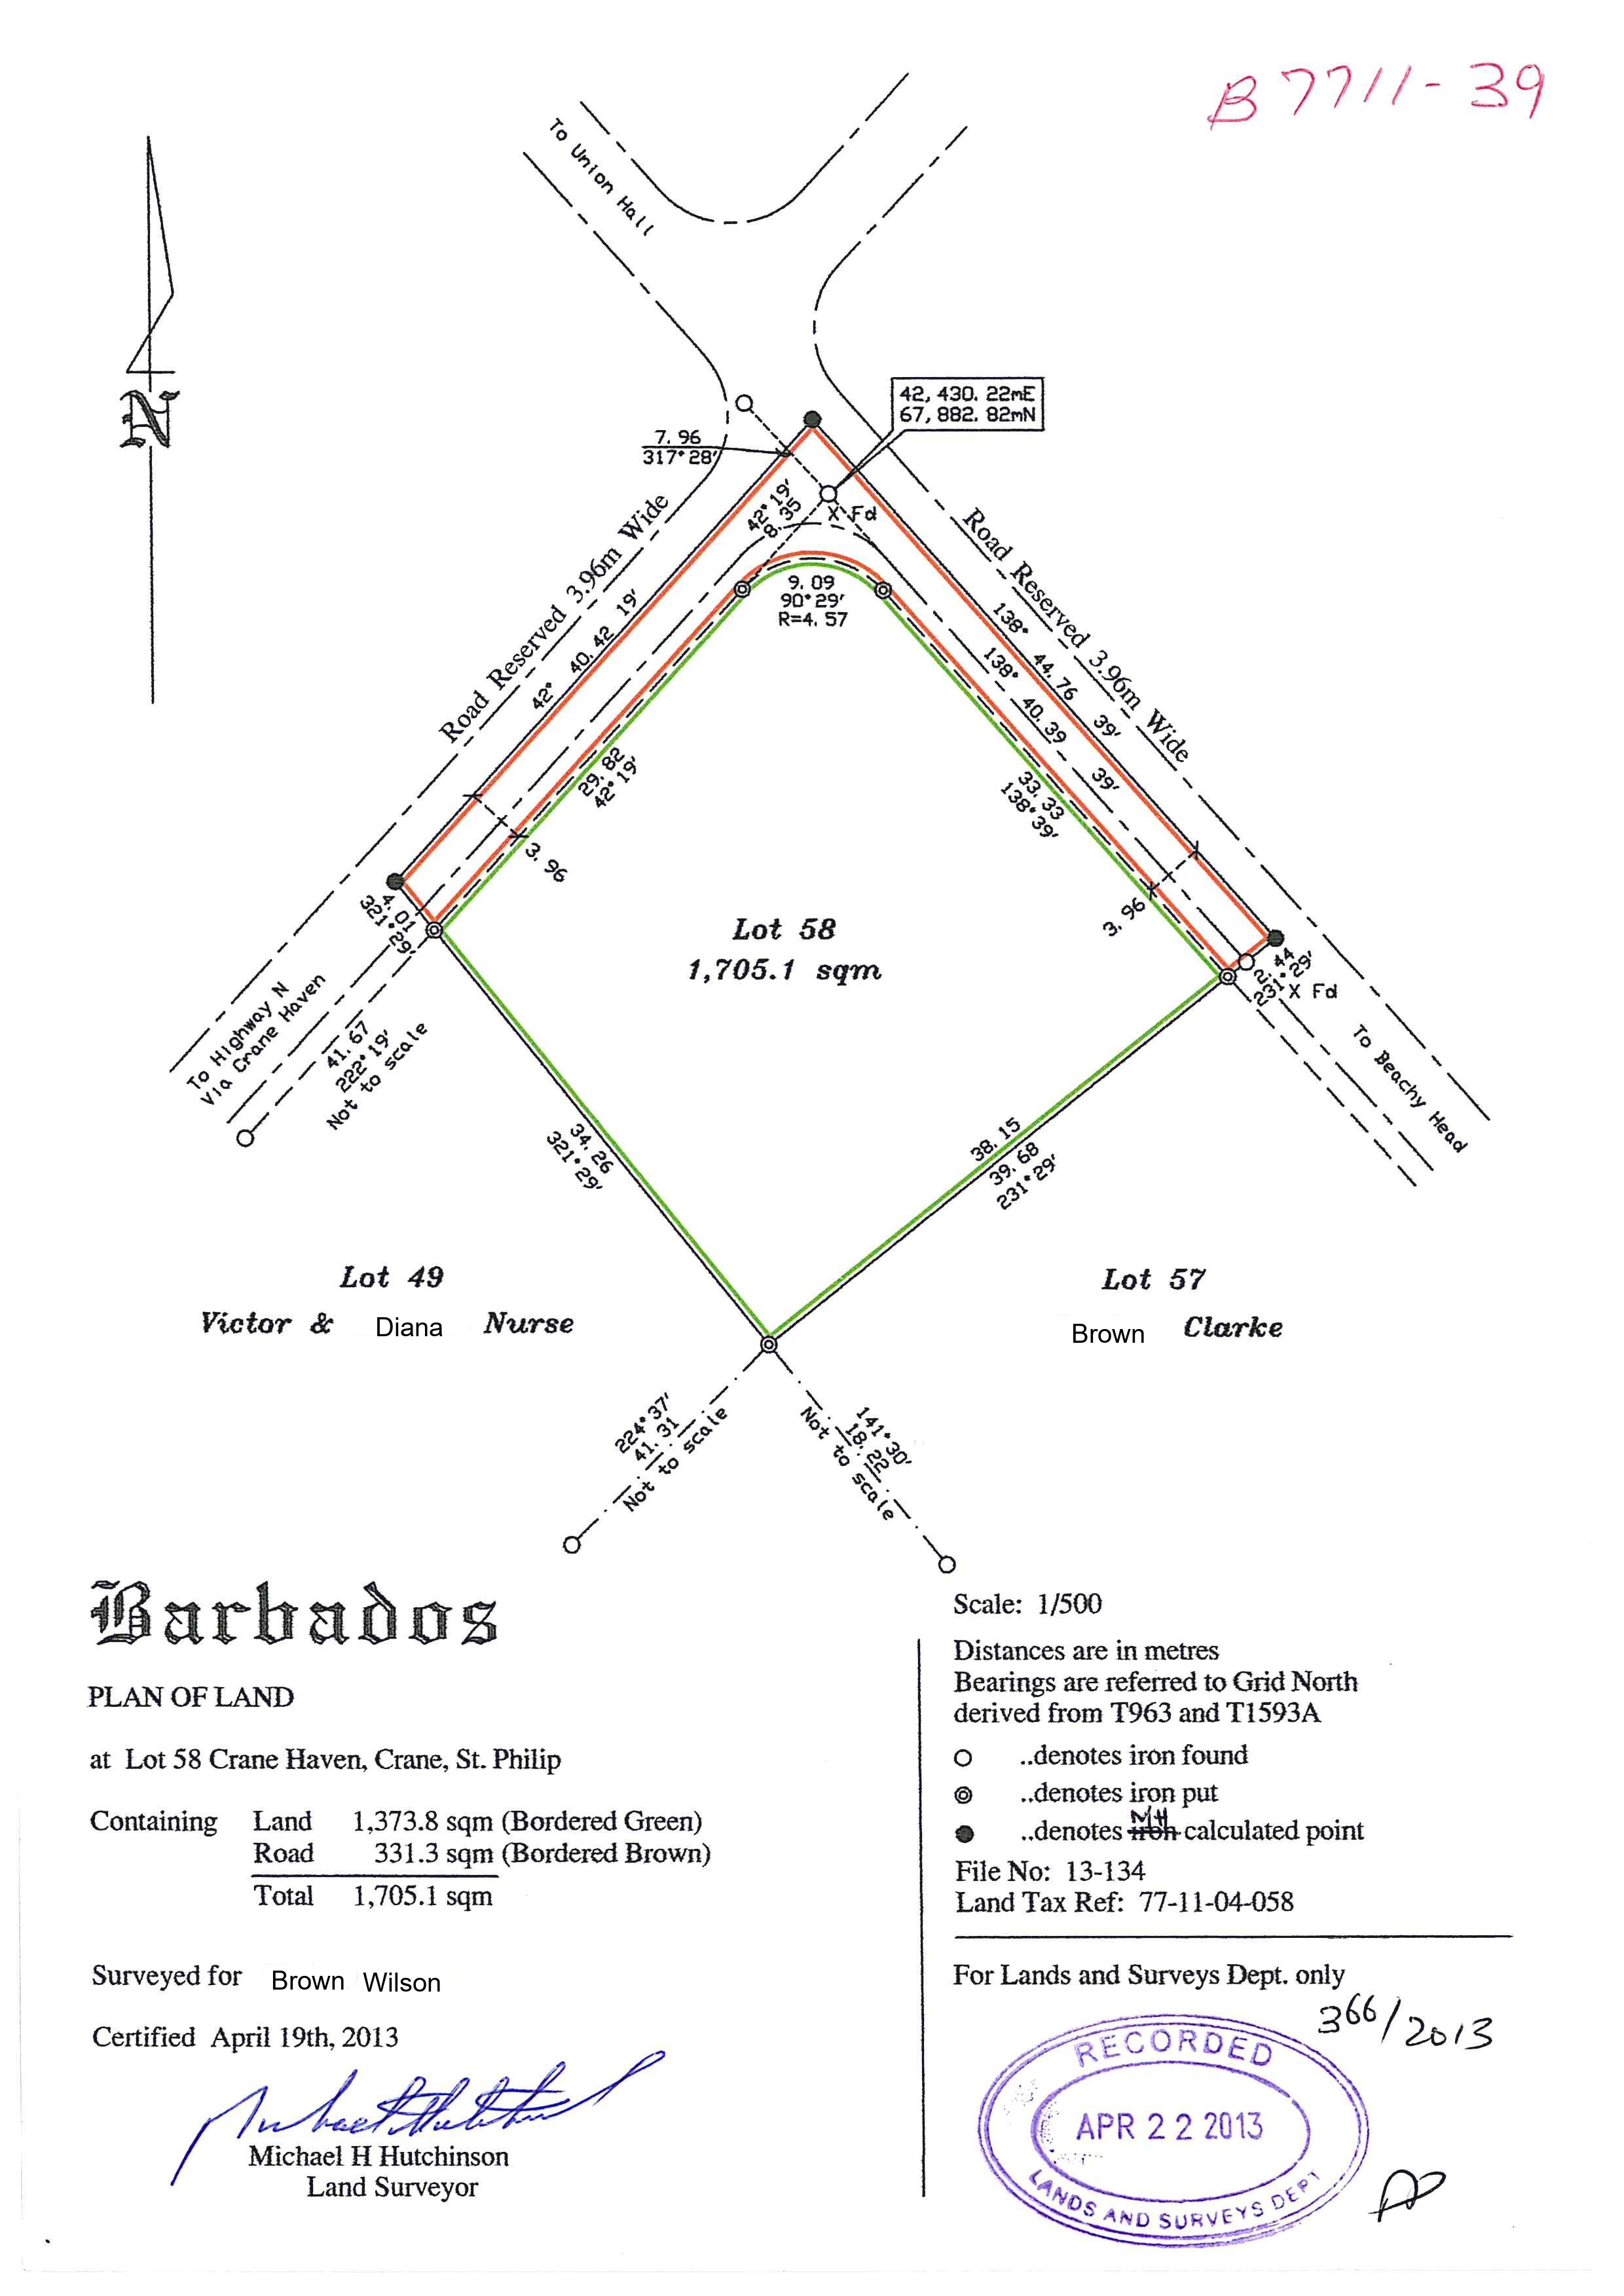 B7711-39
To Union Hall
42, 430. 22mE
67, 882. 82mN
7. 96
317° 28'
N
42° 19'
8. 35
X Fd
Road Reserved 3.96m Wide
Road Reserved 3.96m Wide
9. 09
90° 29'
R=4. 57
42° 40. 42 19'
138° 44. 76 39'
138° 40. 39 39'
29. 82
42° 19'
33. 33
138° 39'
3. 96
3. 96
4. 01
321° 29'
Lot 58
1,705.1 sqm
2. 44
231° 29'
X Fd
To Highway N
Via Crane Haven
41. 67
222° 19'
Not to scale
To Beachy Head
34. 26
321° 29'
38. 15
39. 68
231° 29'
Lot 49
Victor & Diana Nurse
Lot 57
Brown Clarke
224° 37'
41. 31
Not to scale
141° 30'
18. 22
Not to scale
Barbados
PLAN OF LAND
at Lot 58 Crane Haven, Crane, St. Philip
Containing Land 1,373.8 sqm (Bordered Green)
Road 331.3 sqm (Bordered Brown)
Total 1,705.1 sqm
Surveyed for Brown Wilson
Certified April 19th, 2013
Michael H Hutchinson
Land Surveyor
Scale: 1/500
Distances are in metres
Bearings are referred to Grid North
derived from T963 and T1593A
..denotes iron found
..denotes iron put
MH
..denotes iron calculated point
File No: 13-134
Land Tax Ref: 77-11-04-058
For Lands and Surveys Dept. only
366/2013
RECORDED
APR 22 2013
LANDS AND SURVEYS DEPT